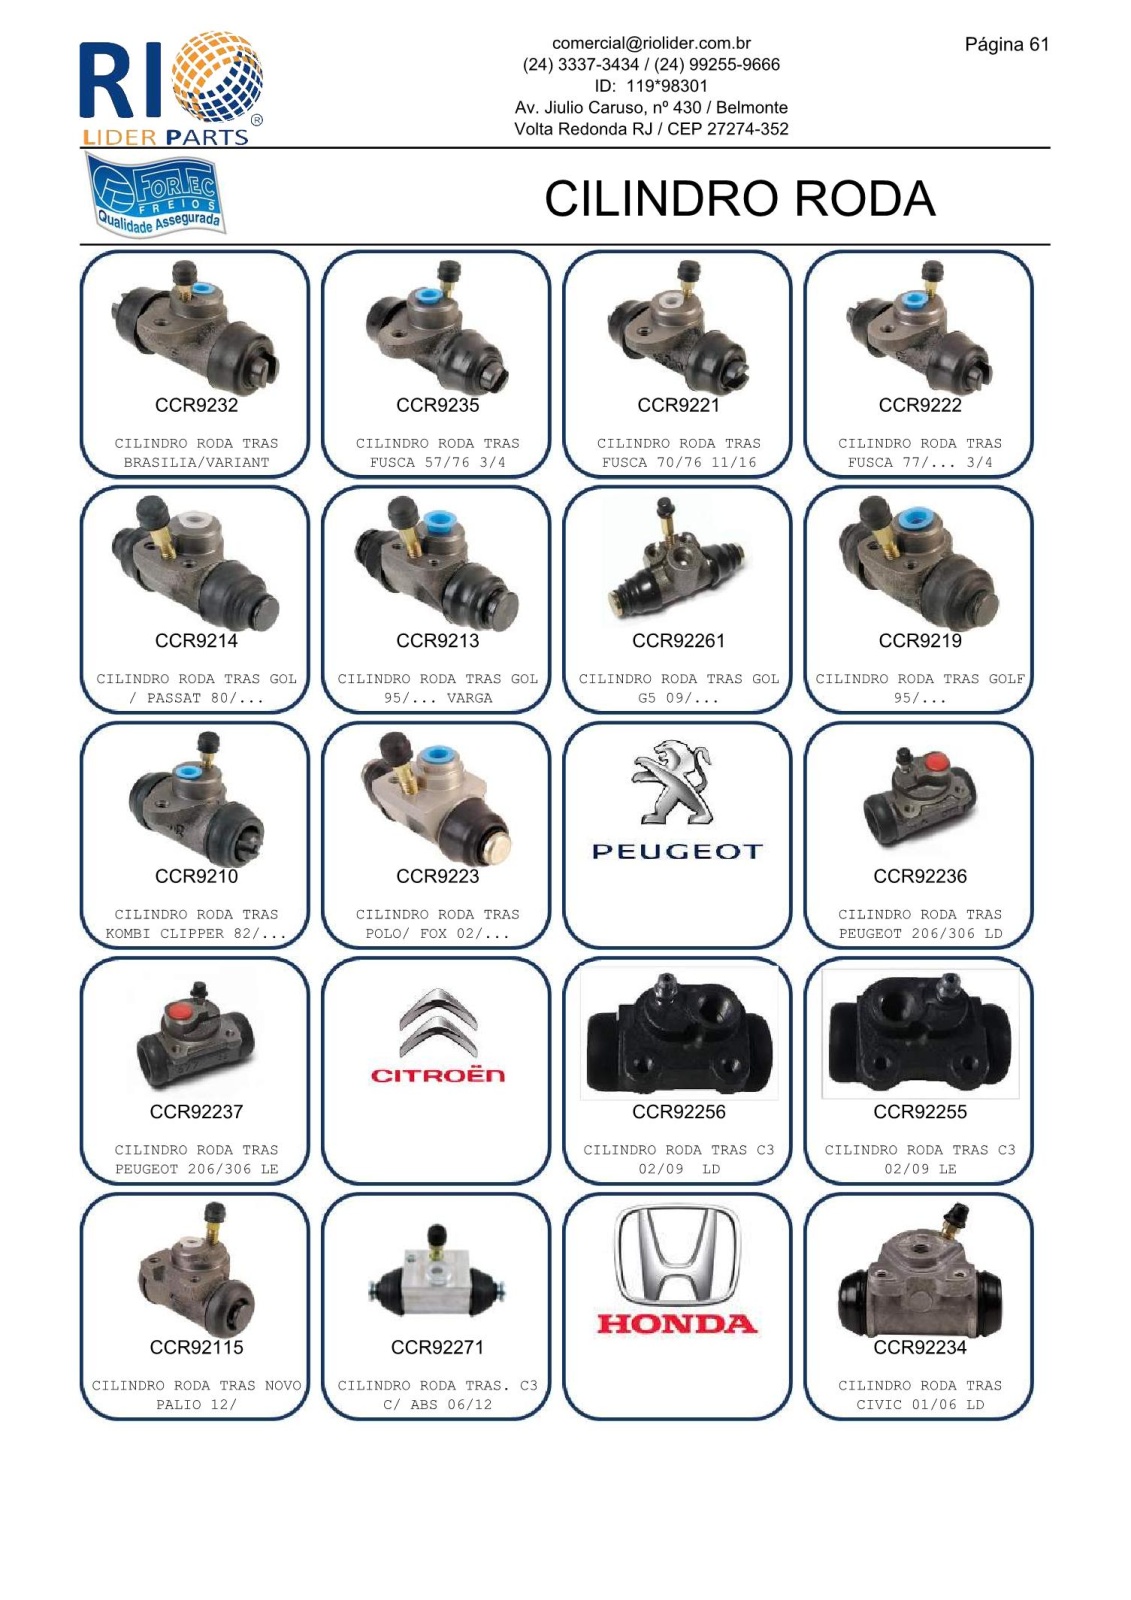 RIO
LIDER PARTS
®
comercial@riolider.com.br
(24) 3337-3434 / (24) 99255-9666
ID: 119*98301
Av. Jiulio Caruso, nº 430 / Belmonte
Volta Redonda RJ / CEP 27274-352
Página 61
FORTEC
FREIOS
Qualidade Assegurada
CILINDRO RODA
CCR9232
CILINDRO RODA TRAS
BRASILIA/VARIANT
CCR9235
CILINDRO RODA TRAS
FUSCA 57/76 3/4
CCR9221
CILINDRO RODA TRAS
FUSCA 70/76 11/16
CCR9222
CILINDRO RODA TRAS
FUSCA 77/... 3/4
CCR9214
CILINDRO RODA TRAS GOL
/ PASSAT 80/...
CCR9213
CILINDRO RODA TRAS GOL
95/... VARGA
CCR92261
CILINDRO RODA TRAS GOL
G5 09/...
CCR9219
CILINDRO RODA TRAS GOLF
95/...
CCR9210
CILINDRO RODA TRAS
KOMBI CLIPPER 82/...
CCR9223
CILINDRO RODA TRAS
POLO/ FOX 02/...
PEUGEOT
CCR92236
CILINDRO RODA TRAS
PEUGEOT 206/306 LD
CCR92237
CILINDRO RODA TRAS
PEUGEOT 206/306 LE
CITROËN
CCR92256
CILINDRO RODA TRAS C3
02/09 LD
CCR92255
CILINDRO RODA TRAS C3
02/09 LE
CCR92115
CILINDRO RODA TRAS NOVO
PALIO 12/
CCR92271
CILINDRO RODA TRAS. C3
C/ ABS 06/12
HONDA
CCR92234
CILINDRO RODA TRAS
CIVIC 01/06 LD